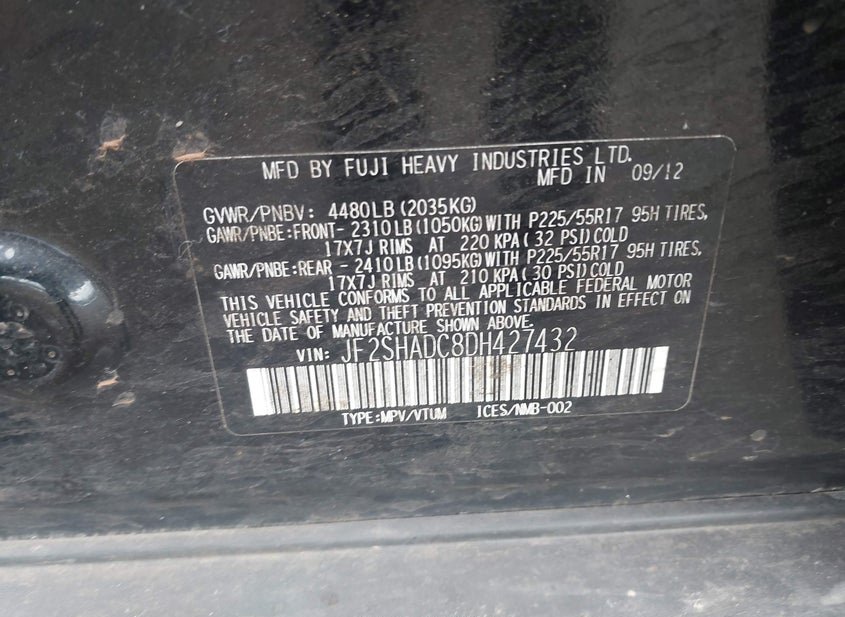 MFD BY FUJI HEAVY INDUSTRIES LTD.
MFD IN 09/12
GVWR/PNBV: 4480LB(2035KG)
GAWR/PNBE:FRONT- 2310LB(1050KG)WITH P225/55R17 95H TIRES,
17X7J RIMS AT 220 KPA(32 PSI)COLD
GAWR/PNBE:REAR - 2410LB(1095KG)WITH P225/55R17 95H TIRES,
17X7J RIMS AT 210 KPA(30 PSI)COLD
THIS VEHICLE CONFORMS TO ALL APPLICABLE FEDERAL MOTOR
VEHICLE SAFETY AND THEFT PREVENTION STANDARDS IN EFFECT ON
THE DATE OF MANUFACTURE SHOWN ABOVE.
VIN: JF2SHADC8DH427432
TYPE:MPV/VTUM ICES/NMB-002